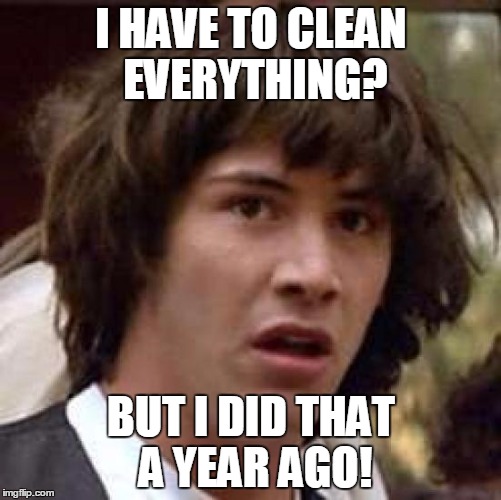 I HAVE TO CLEAN
EVERYTHING?
BUT I DID THAT
A YEAR AGO!
imgflip.com